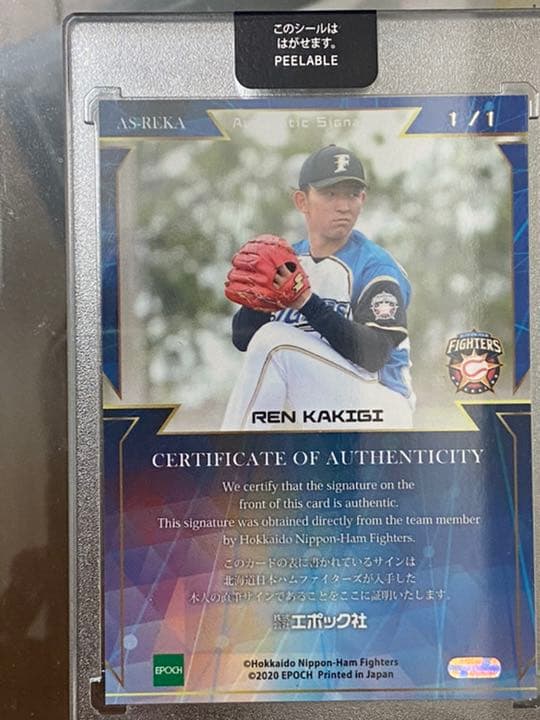 このシールは
はがせます。
PEELABLE
AS-REKA
1/1
F
FIGHTERS
REN KAKIGI
CERTIFICATE OF AUTHENTICITY
We certify that the signature on the
front of this card is authentic.
This signature was obtained directly from the team member
by Hokkaido Nippon-Ham Fighters.
このカードの表に書かれているサインは
北海道日本ハムファイターズが入手した
本人の直筆サインであることをここに証明いたします。
株式会社エポック社
EPOCH
©Hokkaido Nippon-Ham Fighters
©2020 EPOCH Printed in Japan